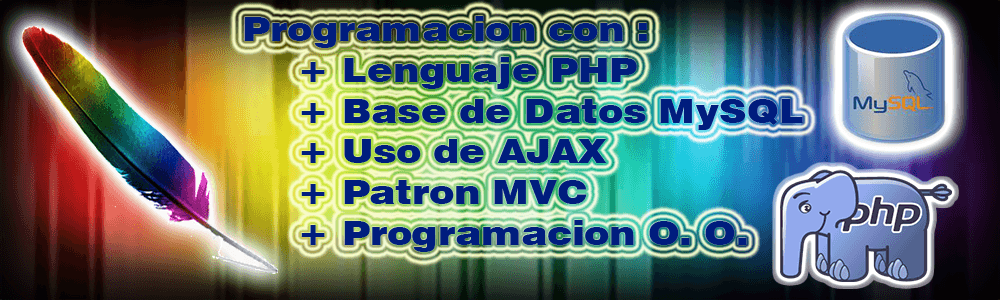 Programacion con :
+ Lenguaje PHP
+ Base de Datos MySQL
+ Uso de AJAX
+ Patron MVC
+ Programacion O. O.
MySQL
php